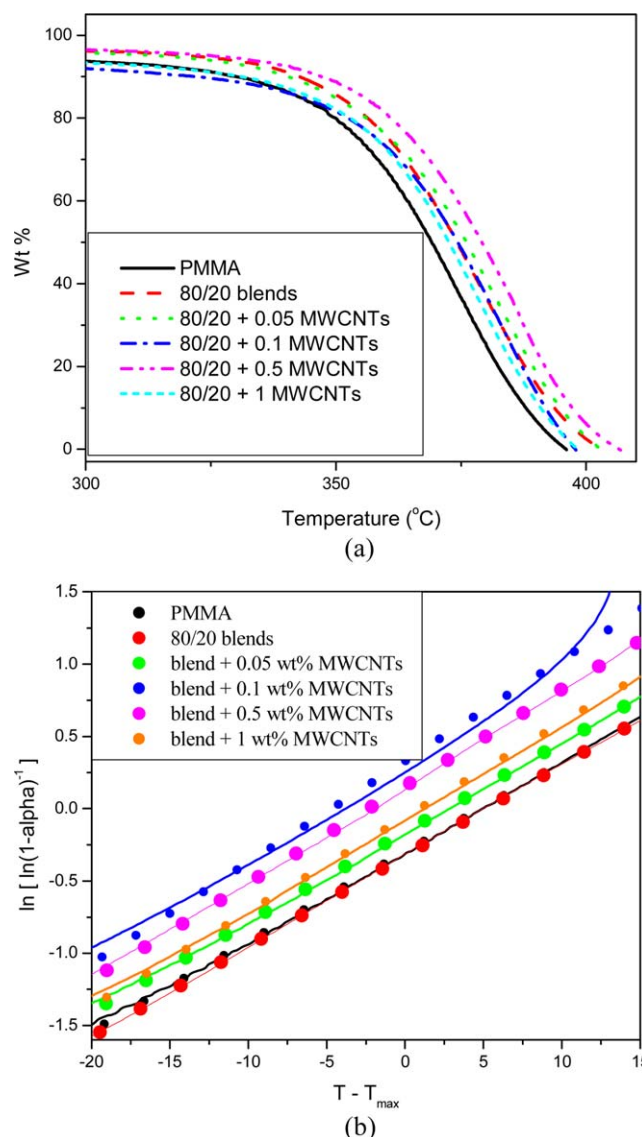 100
80
60
40
20
0
Wt %
PMMA
80/20 blends
80/20 + 0.05 MWCNTs
80/20 + 0.1 MWCNTs
80/20 + 0.5 MWCNTs
80/20 + 1 MWCNTs
300 350 400
Temperature (°C)
(a)
1.5
1.0
0.5
0.0
-0.5
-1.0
-1.5
ln [ ln(1-alpha)⁻¹ ]
PMMA
80/20 blends
blend + 0.05 wt% MWCNTs
blend + 0.1 wt% MWCNTs
blend + 0.5 wt% MWCNTs
blend + 1 wt% MWCNTs
-20 -15 -10 -5 0 5 10 15
T - Tmax
(b)